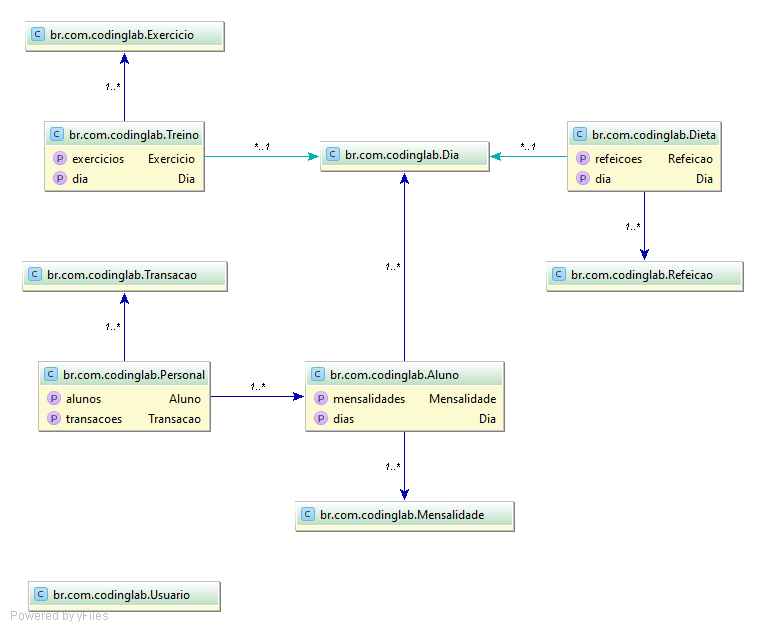 C br.com.codinglab.Exercicio
1..*
C br.com.codinglab.Treino
P exercicios Exercicio
P dia Dia
*..1
C br.com.codinglab.Dia
*..1
C br.com.codinglab.Dieta
P refeicoes Refeicao
P dia Dia
1..*
1..*
C br.com.codinglab.Transacao
C br.com.codinglab.Refeicao
1..*
C br.com.codinglab.Personal
P alunos Aluno
P transacoes Transacao
1..*
C br.com.codinglab.Aluno
P mensalidades Mensalidade
P dias Dia
1..*
C br.com.codinglab.Mensalidade
C br.com.codinglab.Usuario
Powered by yFiles